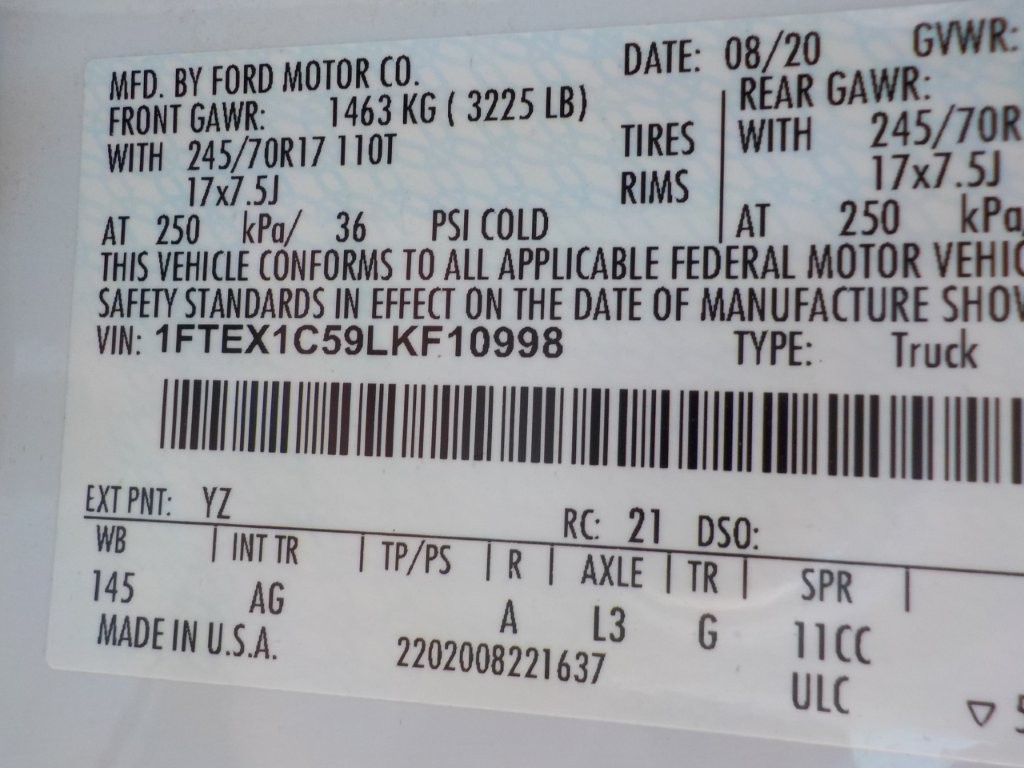 MFD. BY FORD MOTOR CO. DATE: 08/20 GVWR:
FRONT GAWR: 1463 KG ( 3225 LB) REAR GAWR:
WITH 245/70R17 110T TIRES WITH 245/70R
17x7.5J RIMS 17x7.5J
AT 250 kPa/ 36 PSI COLD AT 250 kPa/
THIS VEHICLE CONFORMS TO ALL APPLICABLE FEDERAL MOTOR VEHIC
SAFETY STANDARDS IN EFFECT ON THE DATE OF MANUFACTURE SHOW
VIN: 1FTEX1C59LKF10998 TYPE: Truck
EXT PNT: YZ RC: 21 DSO:
WB | INT TR | TP/PS | R | AXLE | TR | SPR |
145 AG A L3 G 11CC
MADE IN U.S.A. 2202008221637 ULC
▽ 5